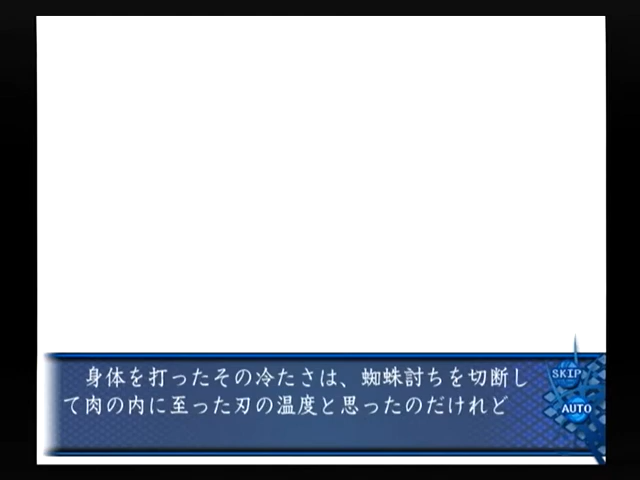 身体を打ったその冷たさは、蜘蛛討ちを切断し
て肉の内に至った刃の温度と思ったのだけれど
SKIP
AUTO